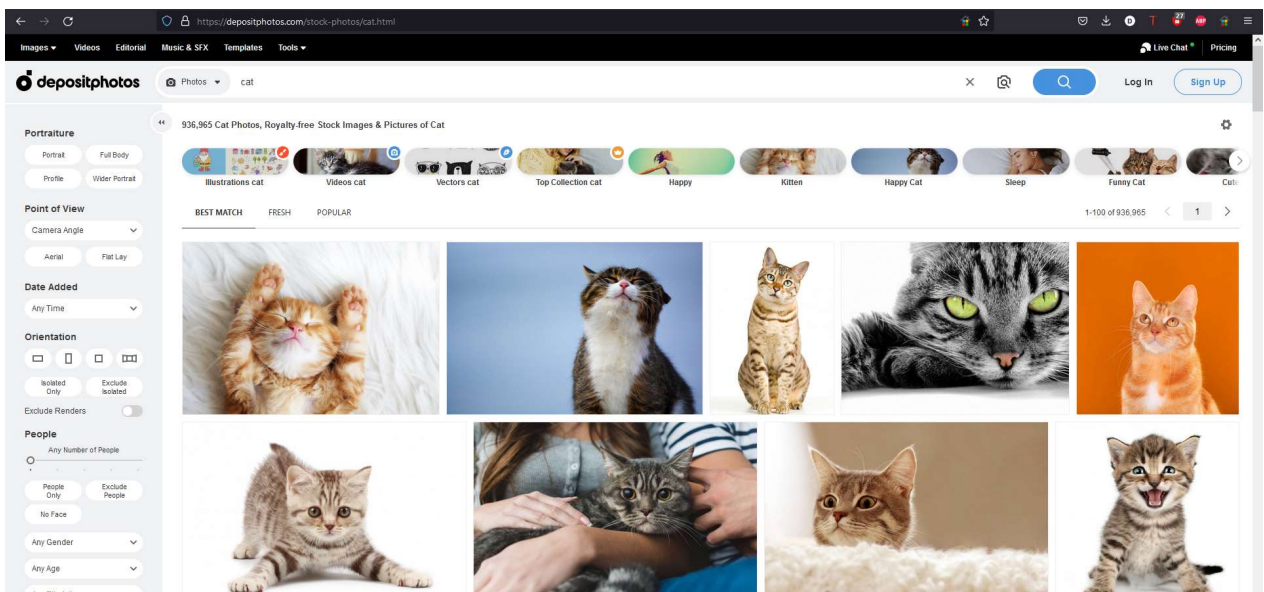 https://depositphotos.com/stock-photos/cat.html
D
T
27
ABP
Images Videos Editorial Music & SFX Templates Tools
Live Chat Pricing
depositphotos
Photos
cat
Log In
Sign Up
Portraiture
Portrait Full Body
Profile Wider Portrait
Point of View
Camera Angle
Aerial Flat Lay
Date Added
Any Time
Orientation
Isolated Only
Exclude Isolated
Exclude Renders
People
Any Number of People
People Only
Exclude People
No Face
Any Gender
Any Age
936,965 Cat Photos, Royalty-free Stock Images & Pictures of Cat
Illustrations cat
Videos cat
Vectors cat
Top Collection cat
Happy
Kitten
Happy Cat
Sleep
Funny Cat
BEST MATCH FRESH POPULAR
1-100 of 936,965
1